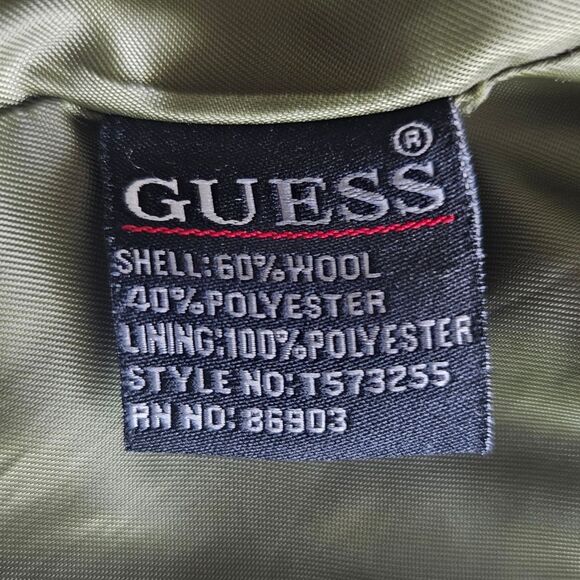 GUESS®
SHELL:60%WOOL
40%POLYESTER
LINING:100%POLYESTER
STYLE NO:T573255
RN NO: 86903